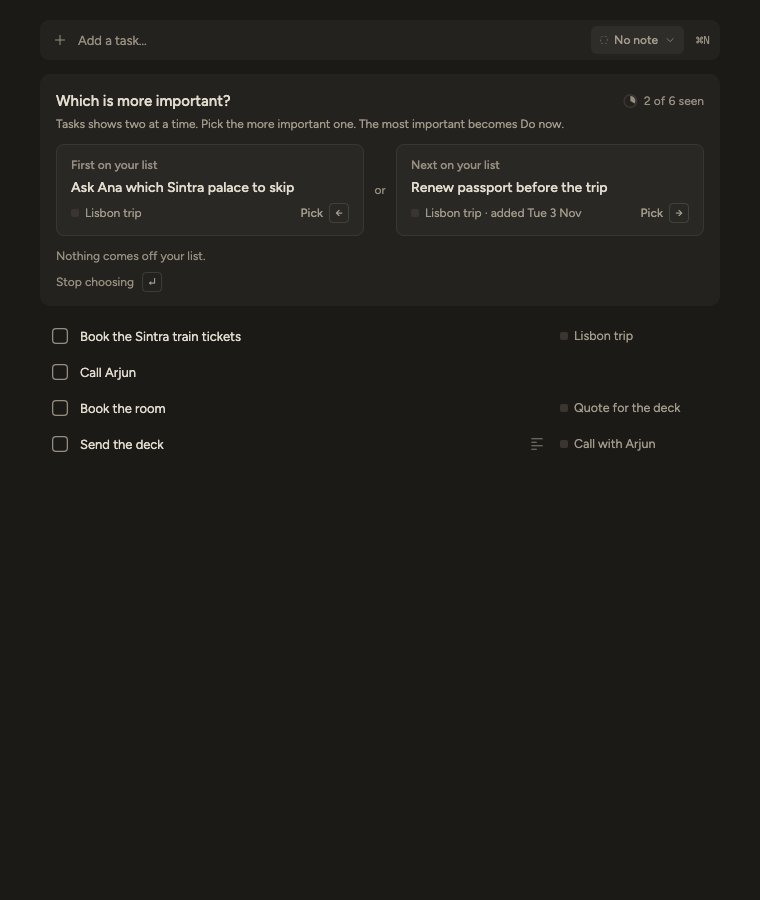 Add a task...
No note
⌘N
Which is more important?
2 of 6 seen
Tasks shows two at a time. Pick the more important one. The most important becomes Do now.
First on your list
Ask Ana which Sintra palace to skip
Lisbon trip
Pick ←
or
Next on your list
Renew passport before the trip
Lisbon trip · added Tue 3 Nov
Pick →
Nothing comes off your list.
Stop choosing ↵
Book the Sintra train tickets
Lisbon trip
Call Arjun
Book the room
Quote for the deck
Send the deck
Call with Arjun